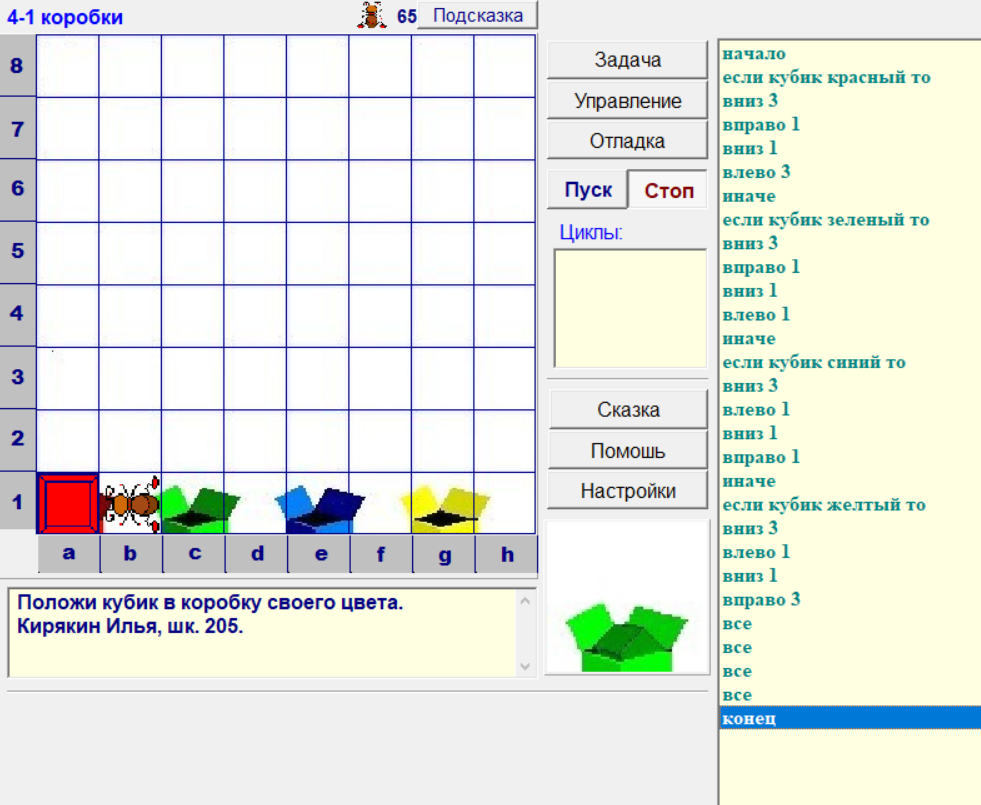 4-1 коробки
65
Подсказка
8
7
6
5
4
3
2
1
a b c d e f g h
Положи кубик в коробку своего цвета.
Кирякин Илья, шк. 205.
Задача
Управление
Отладка
Пуск
Стоп
Циклы:
Сказка
Помошь
Настройки
начало
если кубик красный то
вниз 3
вправо 1
вниз 1
влево 3
иначе
если кубик зеленый то
вниз 3
вправо 1
вниз 1
влево 1
иначе
если кубик синий то
вниз 3
влево 1
вниз 1
вправо 1
иначе
если кубик желтый то
вниз 3
влево 1
вниз 1
вправо 3
все
все
все
все
конец